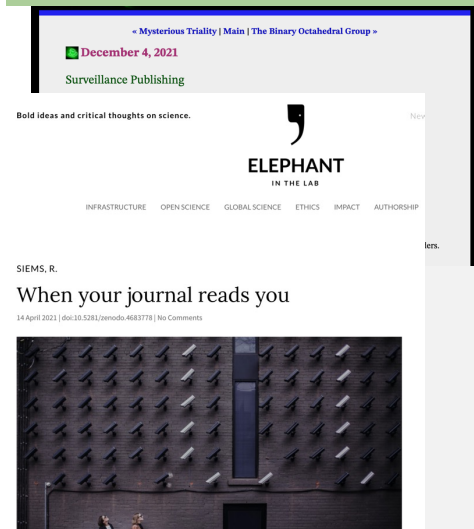 « Mysterious Triality | Main | The Binary Octahedral Group »
December 4, 2021
Surveillance Publishing
Bold ideas and critical thoughts on science.
ELEPHANT
IN THE LAB
INFRASTRUCTURE OPEN SCIENCE GLOBAL SCIENCE ETHICS IMPACT AUTHORSHIP
SIEMS, R.
When your journal reads you
14 April 2021 | doi:10.5281/zenodo.4683778 | No Comments